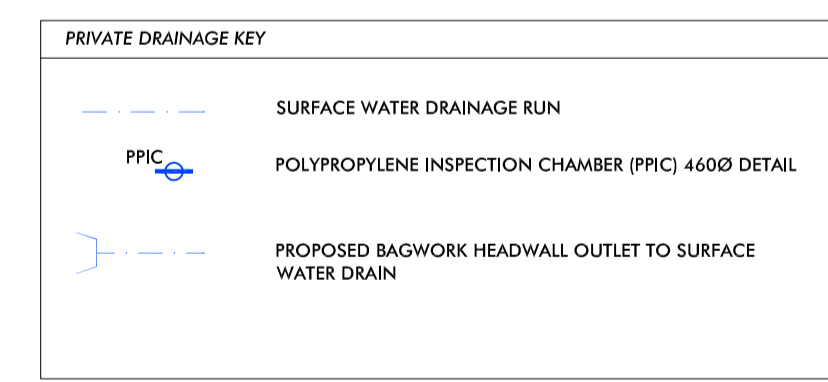 PRIVATE DRAINAGE KEY
SURFACE WATER DRAINAGE RUN
PPIC
POLYPROPYLENE INSPECTION CHAMBER (PPIC) 460Ø DETAIL
PROPOSED BAGWORK HEADWALL OUTLET TO SURFACE
WATER DRAIN